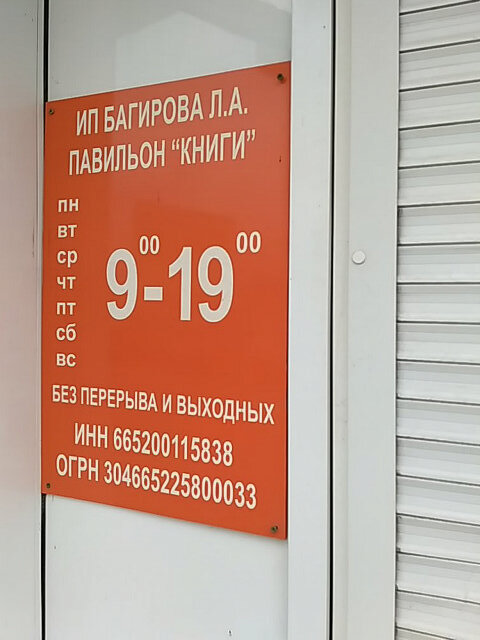 ИП БАГИРОВА Л.А.
ПАВИЛЬОН “КНИГИ”
пн
вт
ср
чт
пт
сб
вс
9⁰⁰-19⁰⁰
БЕЗ ПЕРЕРЫВА И ВЫХОДНЫХ
ИНН 665200115838
ОГРН 304665225800033